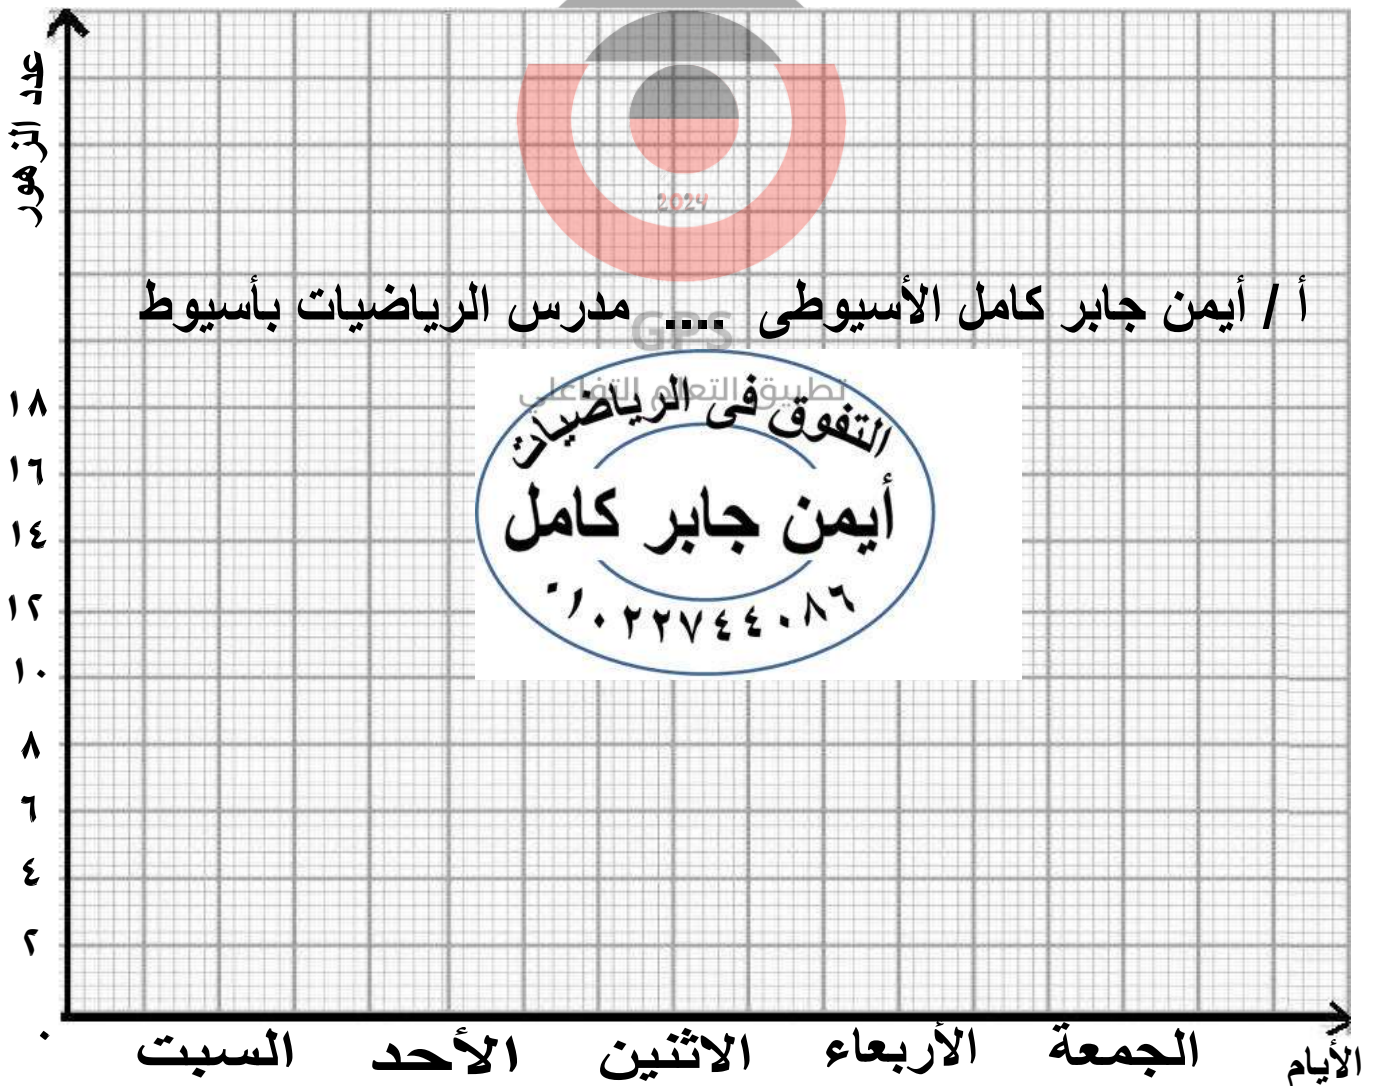 عدد الزهور
2024
أ / أيمن جابر كامل الأسيوطى .... مدرس الرياضيات بأسيوط
GPS
تطبيق التعلم التفاعلي
التفوق فى الرياضيات
أيمن جابر كامل
٠١٠٢٢٧٤٤٠٨٦
١٨
١٦
١٤
١٢
١٠
٨
٦
٤
٢
٠
السبت الأحد الاثنين الأربعاء الجمعة الأيام